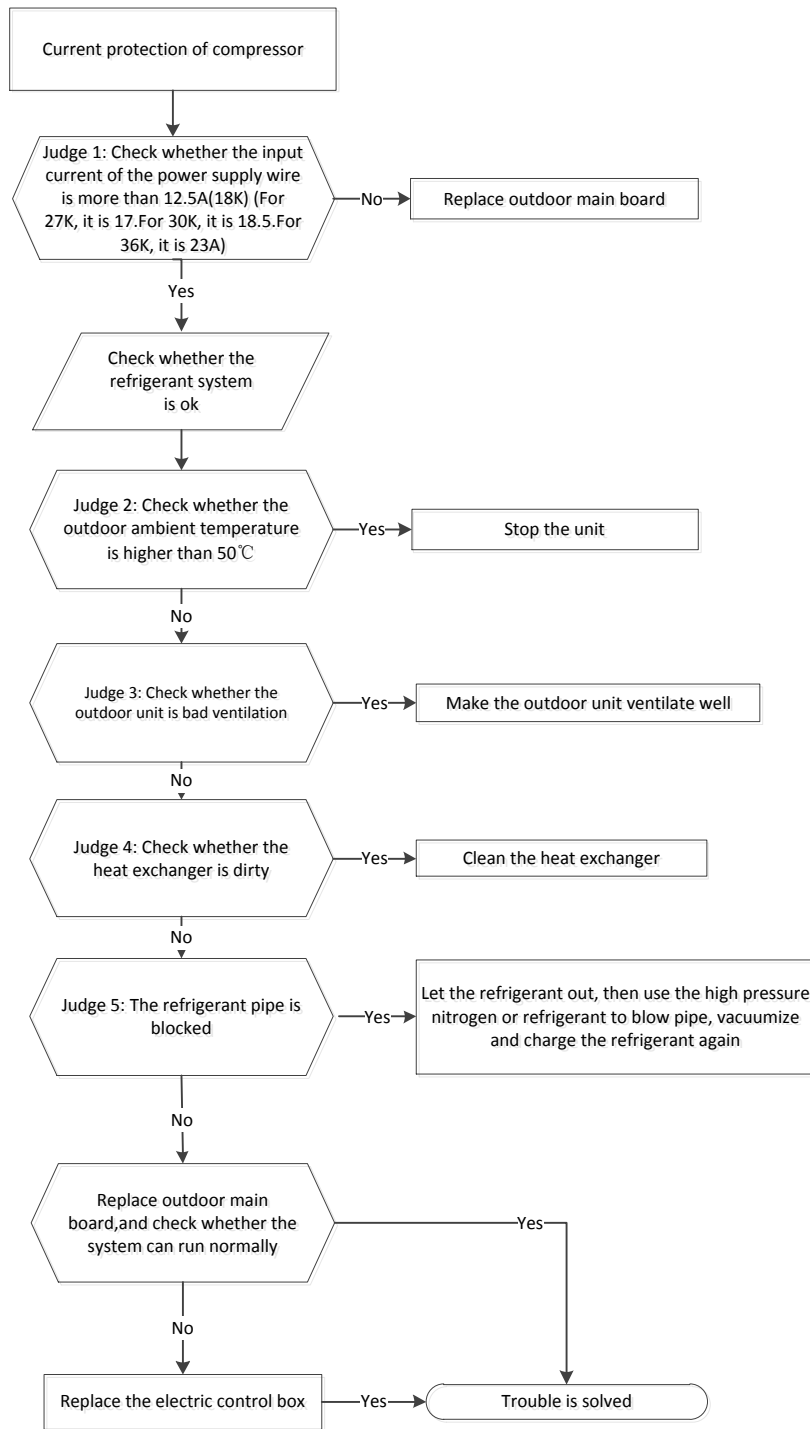 Current protection of compressor
Judge 1: Check whether the input
current of the power supply wire
is more than 12.5A(18K) (For
27K, it is 17.For 30K, it is 18.5.For
36K, it is 23A)
No
Replace outdoor main board
Yes
Check whether the
refrigerant system
is ok
Judge 2: Check whether the
outdoor ambient temperature
is higher than 50℃
Yes
Stop the unit
No
Judge 3: Check whether the
outdoor unit is bad ventilation
Yes
Make the outdoor unit ventilate well
No
Judge 4: Check whether the
heat exchanger is dirty
Yes
Clean the heat exchanger
No
Judge 5: The refrigerant pipe is
blocked
Yes
Let the refrigerant out, then use the high pressure
nitrogen or refrigerant to blow pipe, vacuumize
and charge the refrigerant again
No
Replace outdoor main
board,and check whether the
system can run normally
Yes
No
Replace the electric control box
Yes
Trouble is solved